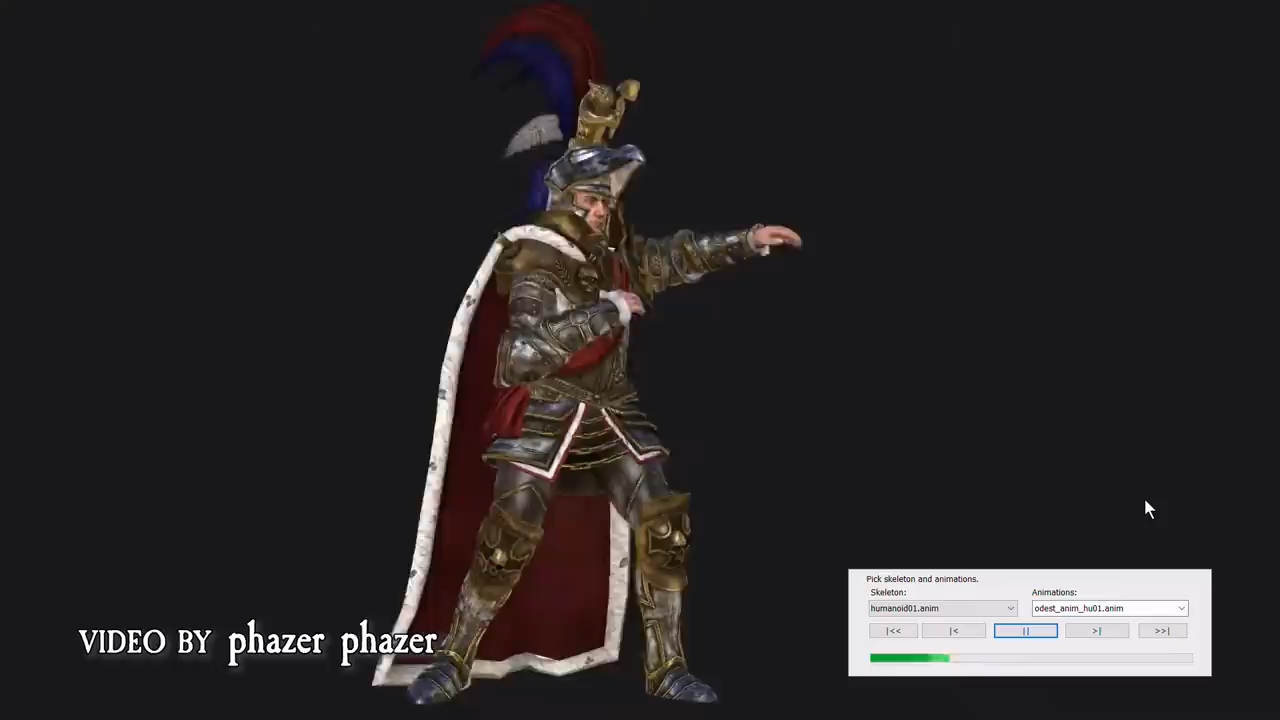 Pick skeleton and animations.
Skeleton: Animations:
humanoid01.anim odest_anim_hu01.anim
|<< |< || >| >>|
VIDEO BY phazer phazer